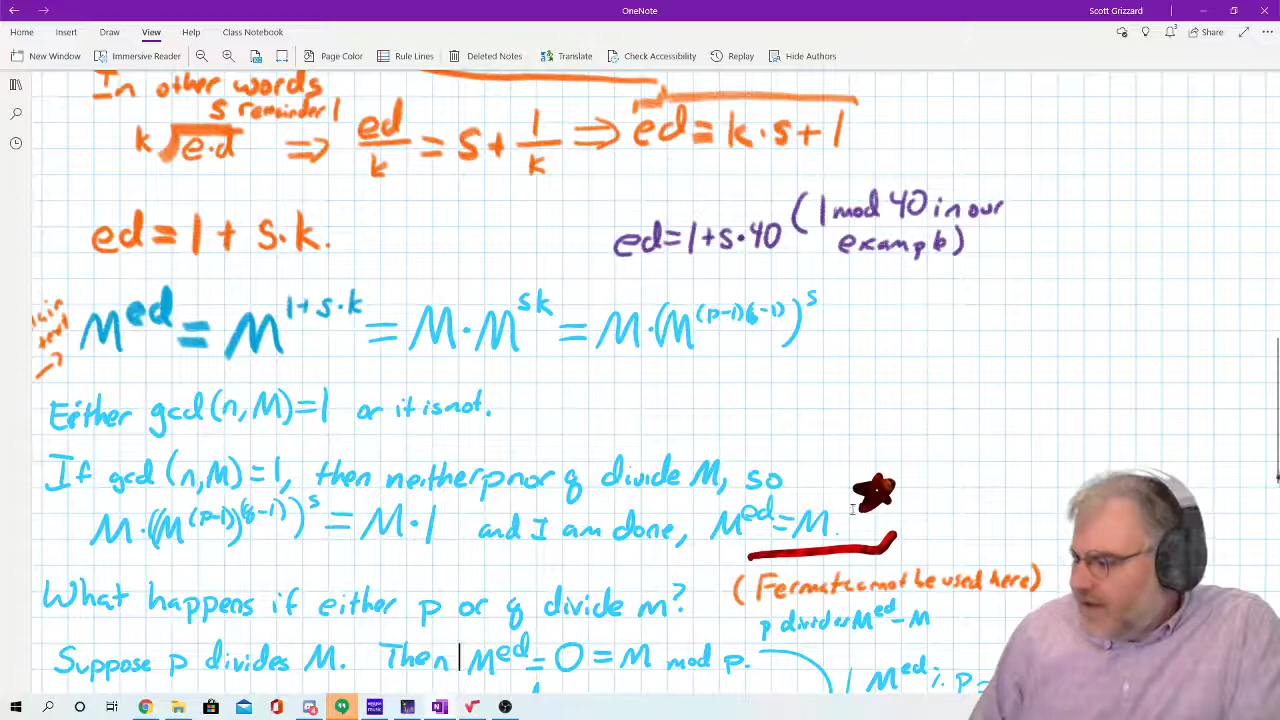 OneNote
Scott Grizzard
Home Insert Draw View Help Class Notebook
Share
New Window Immersive Reader Page Color Rule Lines Deleted Notes Translate Check Accessibility Replay Hide Authors
In other words
s remainder 1
k √e·d ⟹ ed/k = s + 1/k ⟹ ed = k·s+1
ed = 1 + s·k.
ed=1+s·40 (1 mod 40 in our
example)
M^ed = M^(1+s·k) = M·M^(sk) = M·(M^((p-1)(q-1)))^s
Either gcd(n,M)=1 or it is not.
If gcd(n,M)=1, then neither p nor q divide M, so
M·((M^(p-1))^(q-1))^s = M·1 and I am done, M^ed=M.
(Fermat cannot be used here)
What happens if either p or q divide m?
p divides M^ed-M
Suppose p divides M. Then M^ed = 0 = M mod p.
M^ed